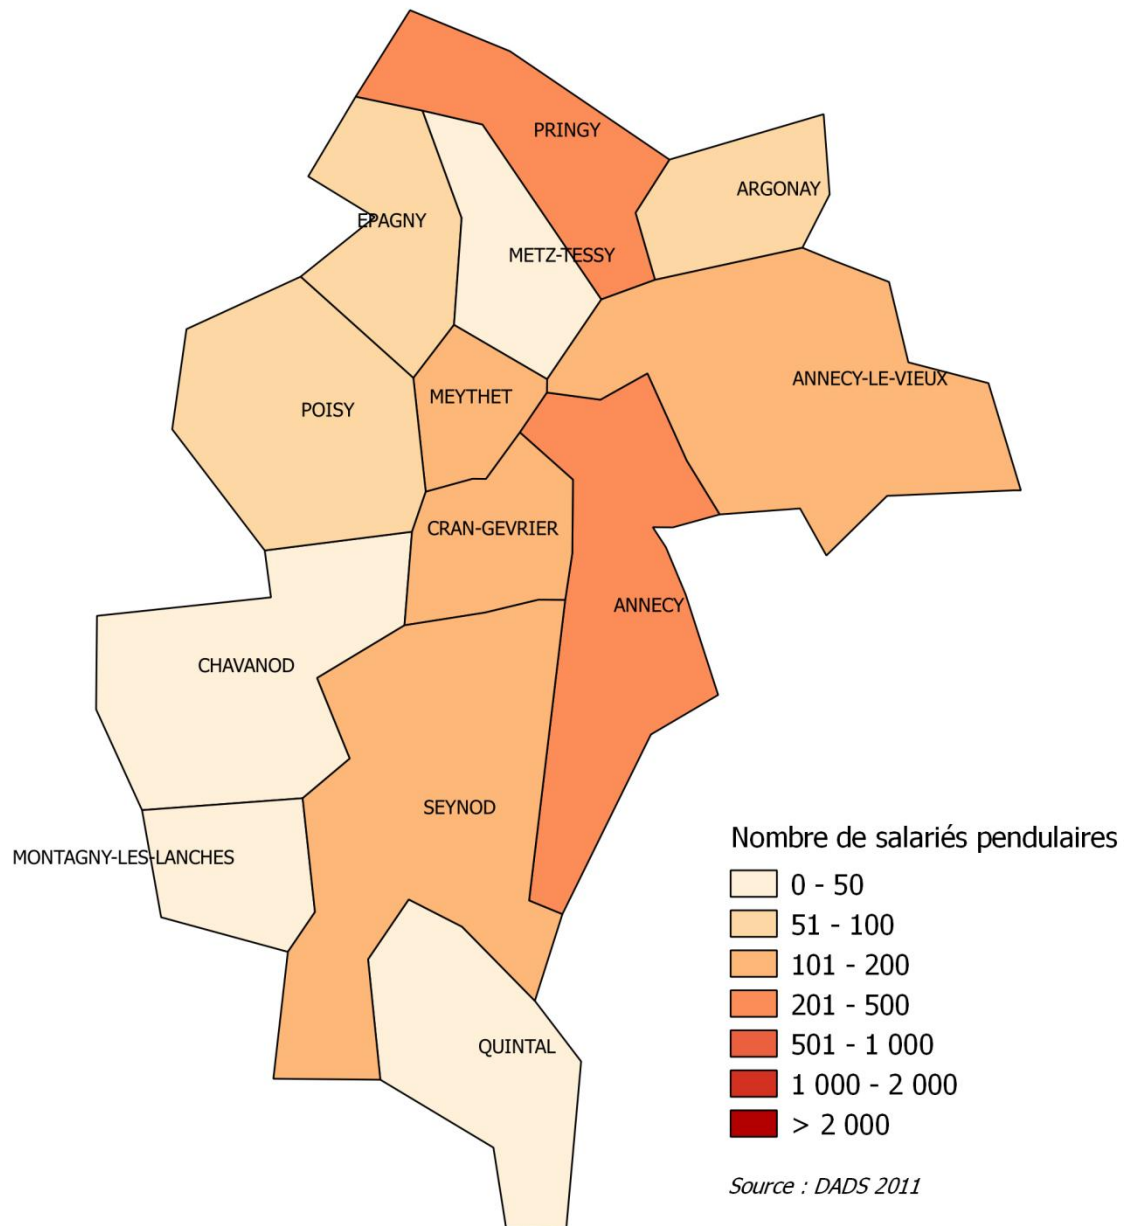 PRINGY
ARGONAY
EPAGNY
METZ-TESSY
ANNECY-LE-VIEUX
MEYTHET
POISY
CRAN-GEVRIER
ANNECY
CHAVANOD
SEYNOD
MONTAGNY-LES-LANCHES
QUINTAL
Nombre de salariés pendulaires
0 - 50
51 - 100
101 - 200
201 - 500
501 - 1 000
1 000 - 2 000
> 2 000
Source : DADS 2011